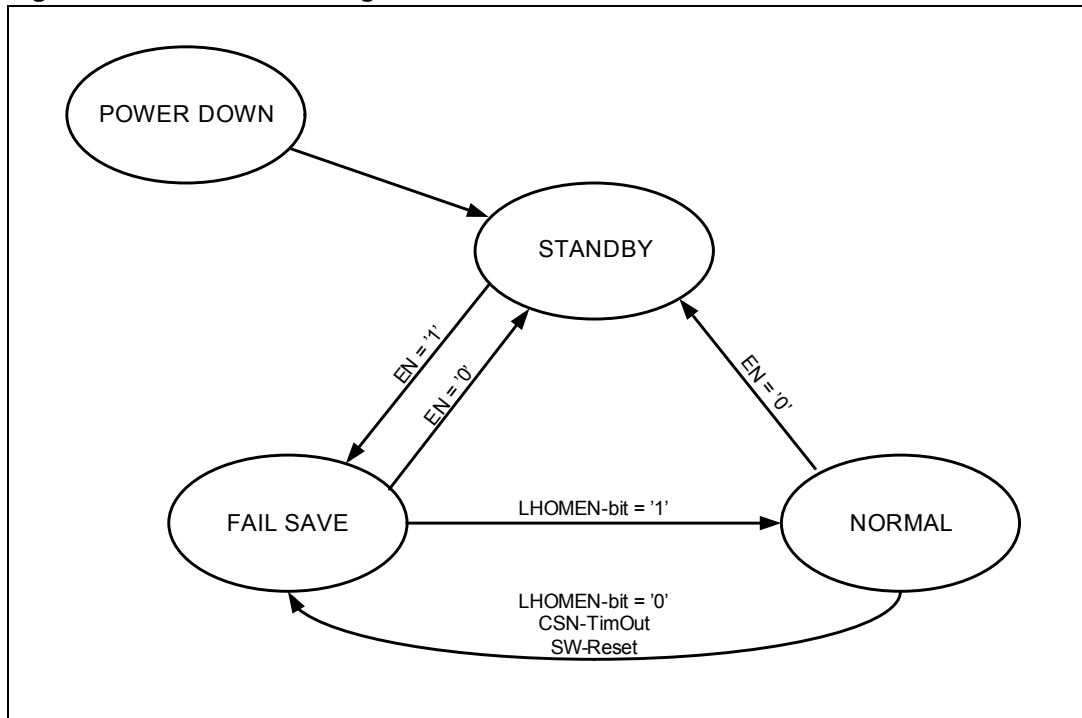 POWER DOWN
STANDBY
EN = '1'
EN = '0'
EN = '0'
FAIL SAVE
LHOMEN-bit = '1'
NORMAL
LHOMEN-bit = '0'
CSN-TimOut
SW-Reset